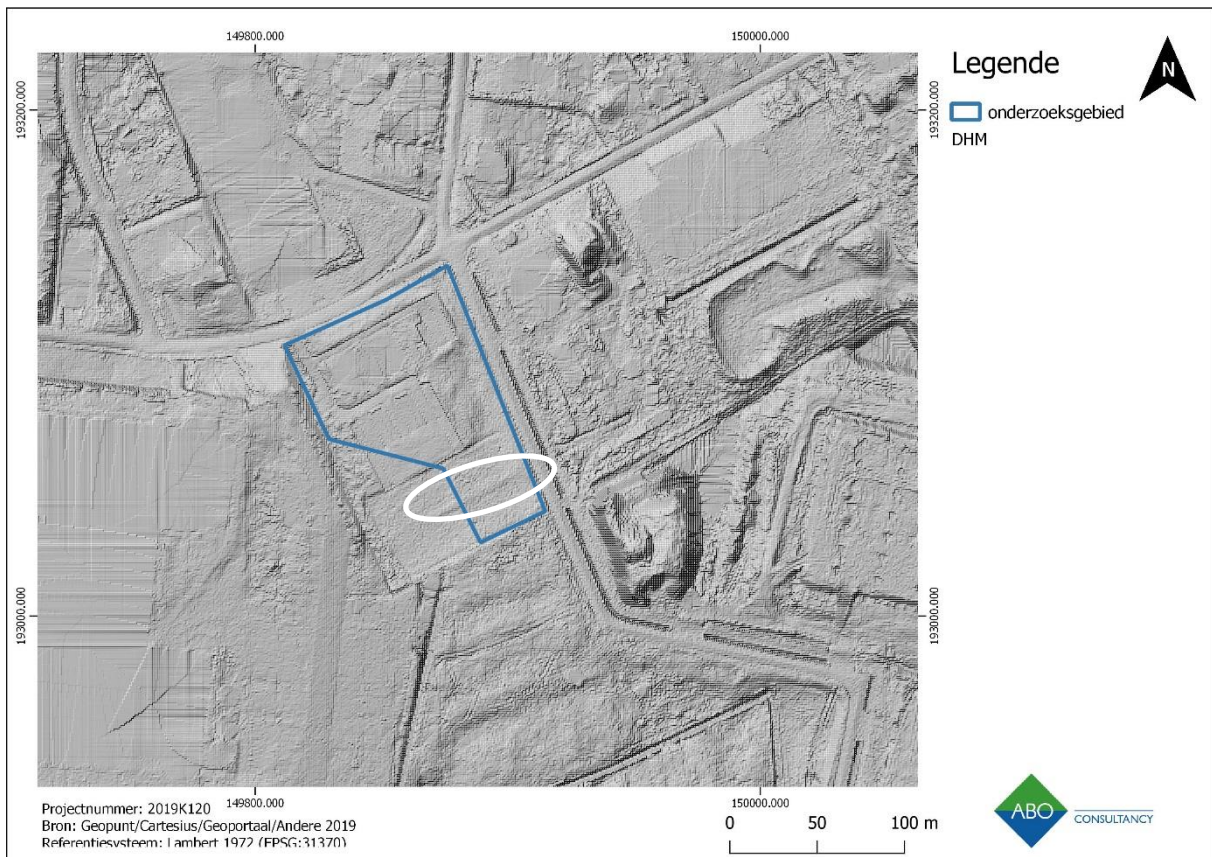 149800.000
150000.000
193200.000
193200.000
Legende
N
onderzoeksgebied
DHM
193000.000
193000.000
149800.000
150000.000
Projectnummer: 2019K120
Bron: Geopunt/Cartesius/Geoportaal/Andere 2019
Referentiesysteem: Lambert 1972 (EPSG:31370)
0 50 100 m
ABO CONSULTANCY